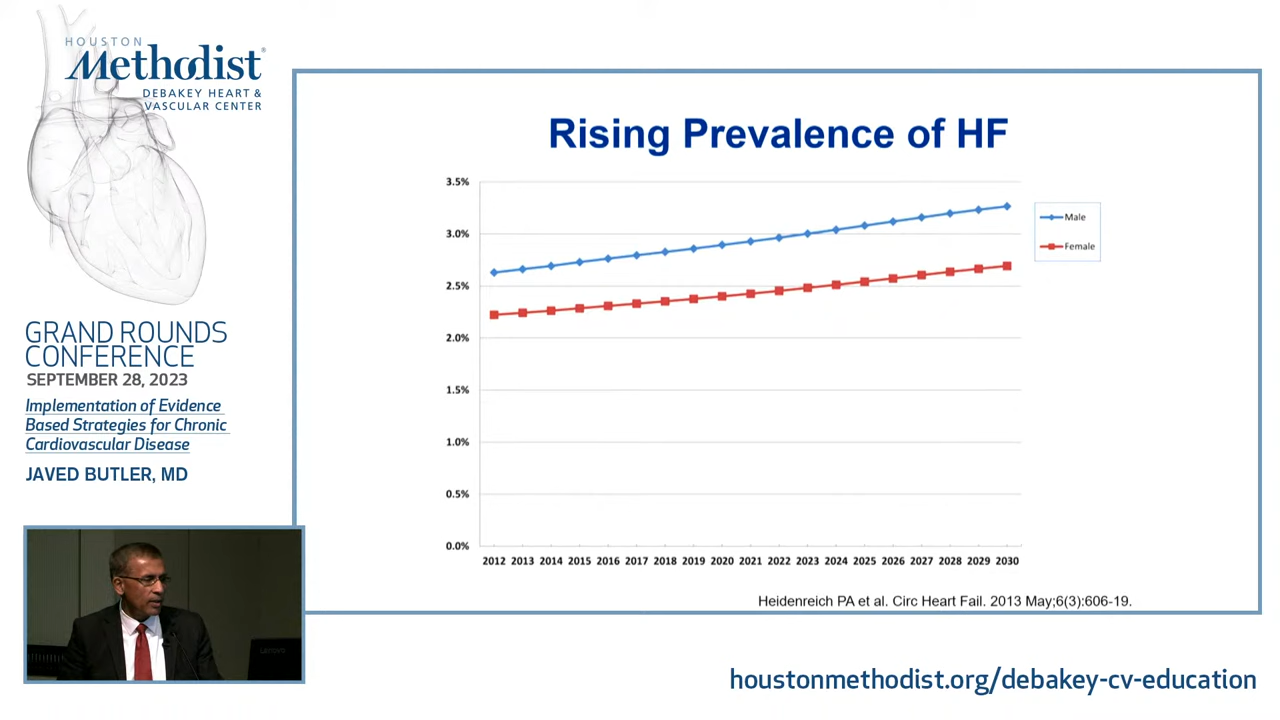 HOUSTON
Methodist®
DEBAKEY HEART &
VASCULAR CENTER
GRAND ROUNDS
CONFERENCE
SEPTEMBER 28, 2023
Implementation of Evidence
Based Strategies for Chronic
Cardiovascular Disease
JAVED BUTLER, MD
LENOVO
Rising Prevalence of HF
3.5%
3.0%
2.5%
2.0%
1.5%
1.0%
0.5%
0.0%
2012 2013 2014 2015 2016 2017 2018 2019 2020 2021 2022 2023 2024 2025 2026 2027 2028 2029 2030
Male
Female
Heidenreich PA et al. Circ Heart Fail. 2013 May;6(3):606-19.
houstonmethodist.org/debakey-cv-education